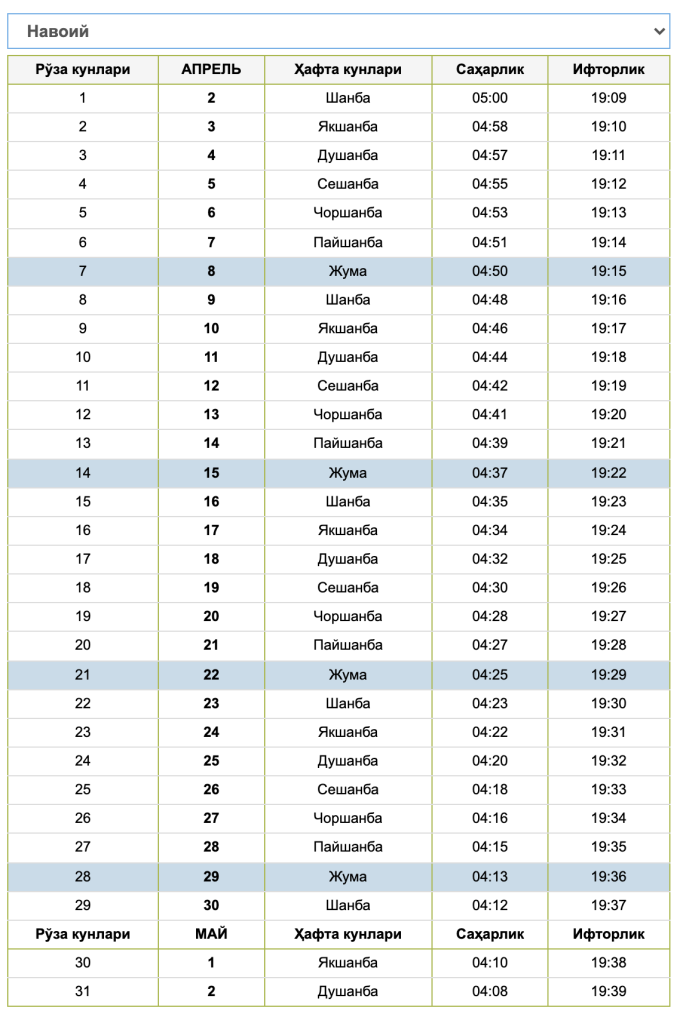 Навоий
Рўза кунлари АПРЕЛЬ Ҳафта кунлари Саҳарлик Ифторлик
1 2 Шанба 05:00 19:09
2 3 Якшанба 04:58 19:10
3 4 Душанба 04:57 19:11
4 5 Сешанба 04:55 19:12
5 6 Чоршанба 04:53 19:13
6 7 Пайшанба 04:51 19:14
7 8 Жума 04:50 19:15
8 9 Шанба 04:48 19:16
9 10 Якшанба 04:46 19:17
10 11 Душанба 04:44 19:18
11 12 Сешанба 04:42 19:19
12 13 Чоршанба 04:41 19:20
13 14 Пайшанба 04:39 19:21
14 15 Жума 04:37 19:22
15 16 Шанба 04:35 19:23
16 17 Якшанба 04:34 19:24
17 18 Душанба 04:32 19:25
18 19 Сешанба 04:30 19:26
19 20 Чоршанба 04:28 19:27
20 21 Пайшанба 04:27 19:28
21 22 Жума 04:25 19:29
22 23 Шанба 04:23 19:30
23 24 Якшанба 04:22 19:31
24 25 Душанба 04:20 19:32
25 26 Сешанба 04:18 19:33
26 27 Чоршанба 04:16 19:34
27 28 Пайшанба 04:15 19:35
28 29 Жума 04:13 19:36
29 30 Шанба 04:12 19:37
Рўза кунлари МАЙ Ҳафта кунлари Саҳарлик Ифторлик
30 1 Якшанба 04:10 19:38
31 2 Душанба 04:08 19:39